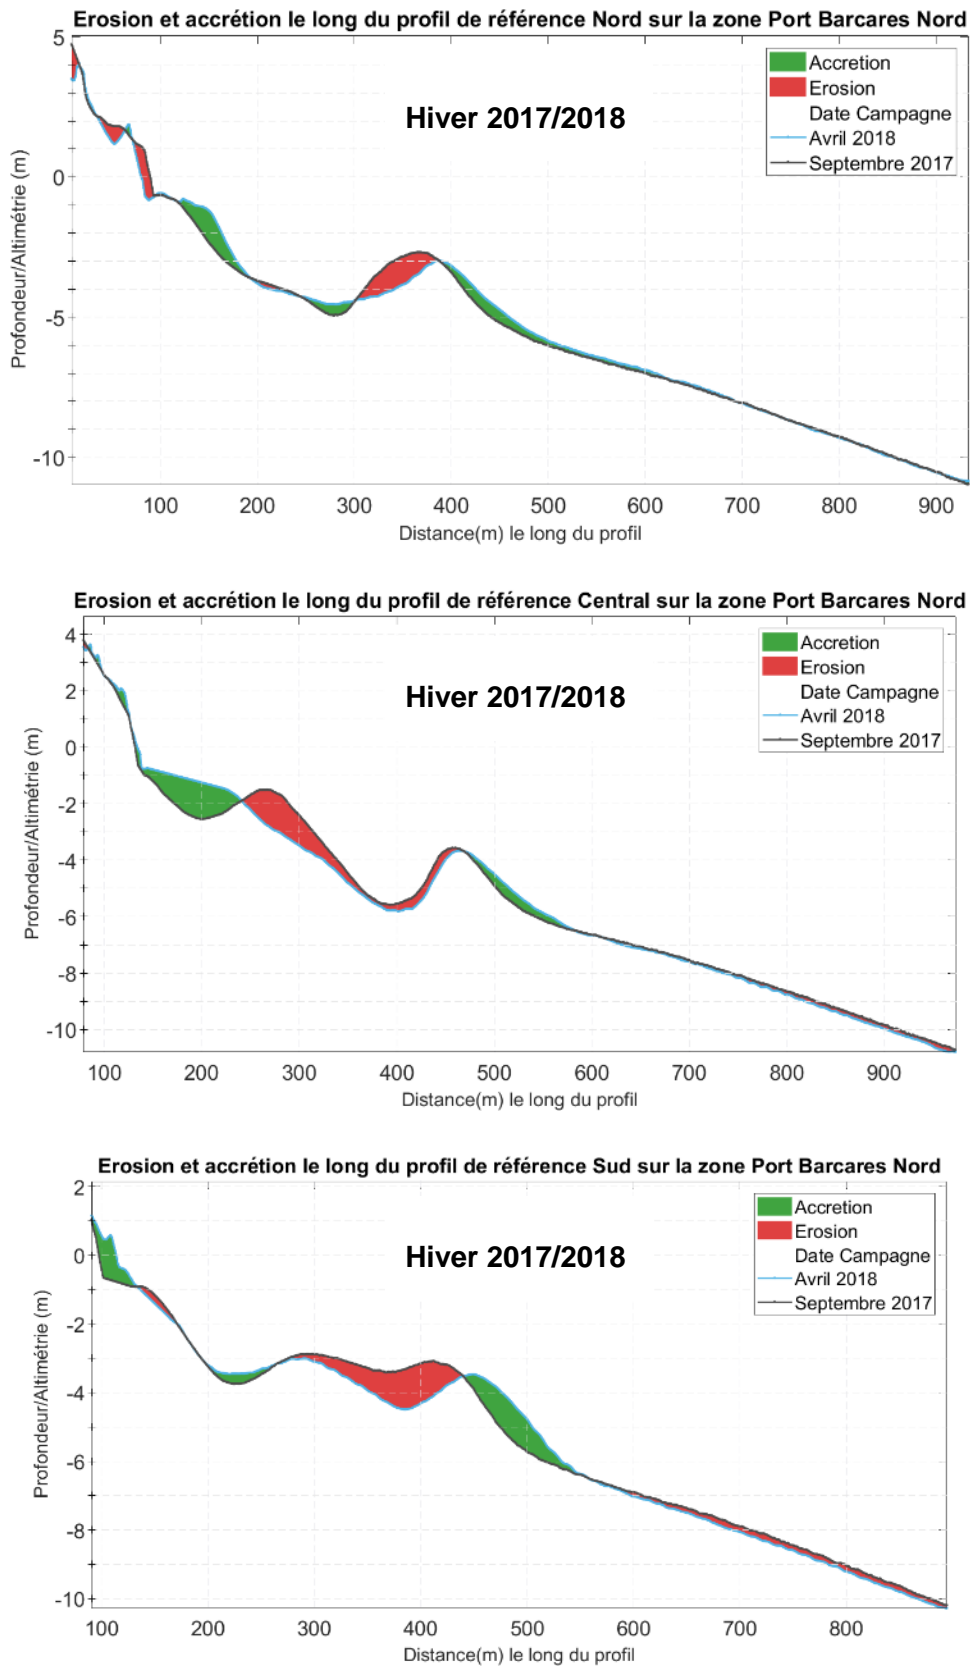 Erosion et accrétion le long du profil de référence Nord sur la zone Port Barcares Nord
Hiver 2017/2018
Accretion
Erosion
Date Campagne
Avril 2018
Septembre 2017
Profondeur/Altimétrie (m)
5
0
-5
-10
100 200 300 400 500 600 700 800 900
Distance(m) le long du profil
Erosion et accrétion le long du profil de référence Central sur la zone Port Barcares Nord
Hiver 2017/2018
Accretion
Erosion
Date Campagne
Avril 2018
Septembre 2017
Profondeur/Altimétrie (m)
4
2
0
-2
-4
-6
-8
-10
100 200 300 400 500 600 700 800 900
Distance(m) le long du profil
Erosion et accrétion le long du profil de référence Sud sur la zone Port Barcares Nord
Hiver 2017/2018
Accretion
Erosion
Date Campagne
Avril 2018
Septembre 2017
Profondeur/Altimétrie (m)
2
0
-2
-4
-6
-8
-10
100 200 300 400 500 600 700 800
Distance(m) le long du profil